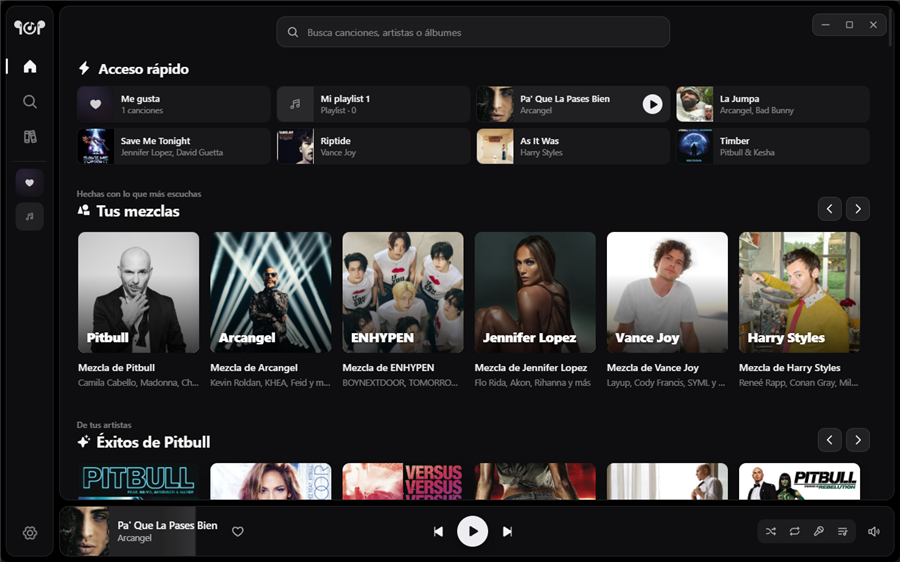 POP
Busca canciones, artistas o álbumes
Acceso rápido
Me gusta
1 canciones
Mi playlist 1
Playlist · 0
Pa' Que La Pases Bien
Arcangel
La Jumpa
Arcangel, Bad Bunny
Save Me Tonight
Jennifer Lopez, David Guetta
Riptide
Vance Joy
As It Was
Harry Styles
Timber
Pitbull & Kesha
Hechas con lo que más escuchas
Tus mezclas
Pitbull
Arcangel
ENHYPEN
Jennifer Lopez
Vance Joy
Harry Styles
Mezcla de Pitbull
Camila Cabello, Madonna, Ch...
Mezcla de Arcangel
Kevin Roldan, KHEA, Feid y m...
Mezcla de ENHYPEN
BOYNEXTDOOR, TOMORRO...
Mezcla de Jennifer Lopez
Flo Rida, Akon, Rihanna y más
Mezcla de Vance Joy
Layup, Cody Francis, SYML y ...
Mezcla de Harry Styles
Reneé Rapp, Conan Gray, Mil...
De tus artistas
Éxitos de Pitbull
PITBULL
VERSUS
VERSUS
VERSUS
PITBULL
Pa' Que La Pases Bien
Arcangel